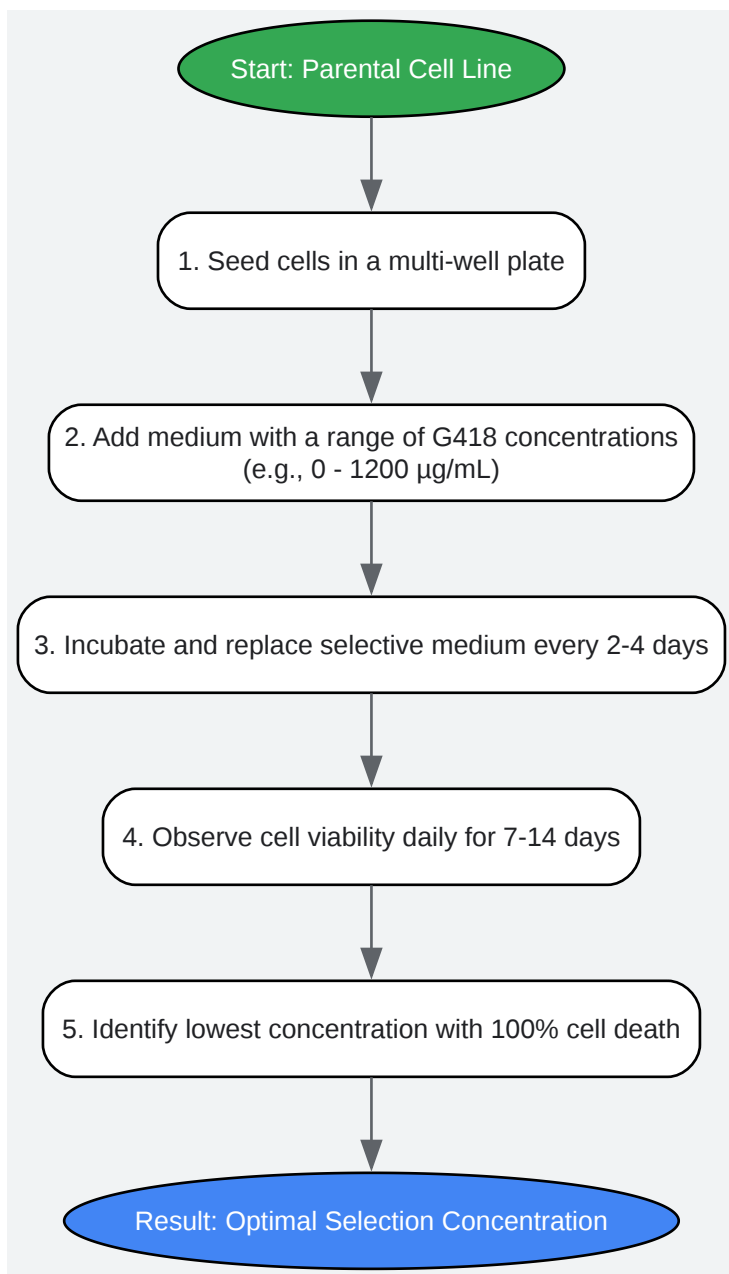 Start: Parental Cell Line
1. Seed cells in a multi-well plate
2. Add medium with a range of G418 concentrations
(e.g., 0 - 1200 µg/mL)
3. Incubate and replace selective medium every 2-4 days
4. Observe cell viability daily for 7-14 days
5. Identify lowest concentration with 100% cell death
Result: Optimal Selection Concentration